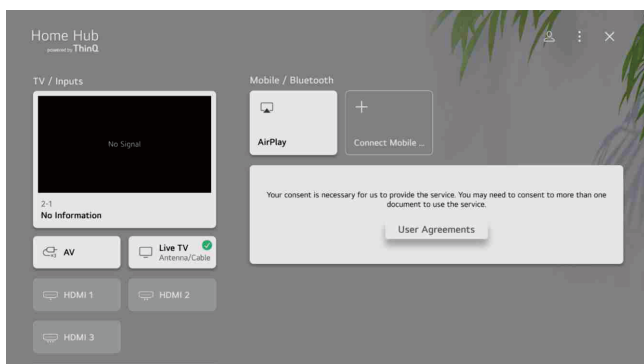 Home Hub
powered by ThinQ
TV / Inputs
No Signal
2-1
No Information
AV
Live TV
Antenna/Cable
HDMI 1
HDMI 2
HDMI 3
Mobile / Bluetooth
AirPlay
Connect Mobile ...
Your consent is necessary for us to provide the service. You may need to consent to more than one
document to use the service.
User Agreements